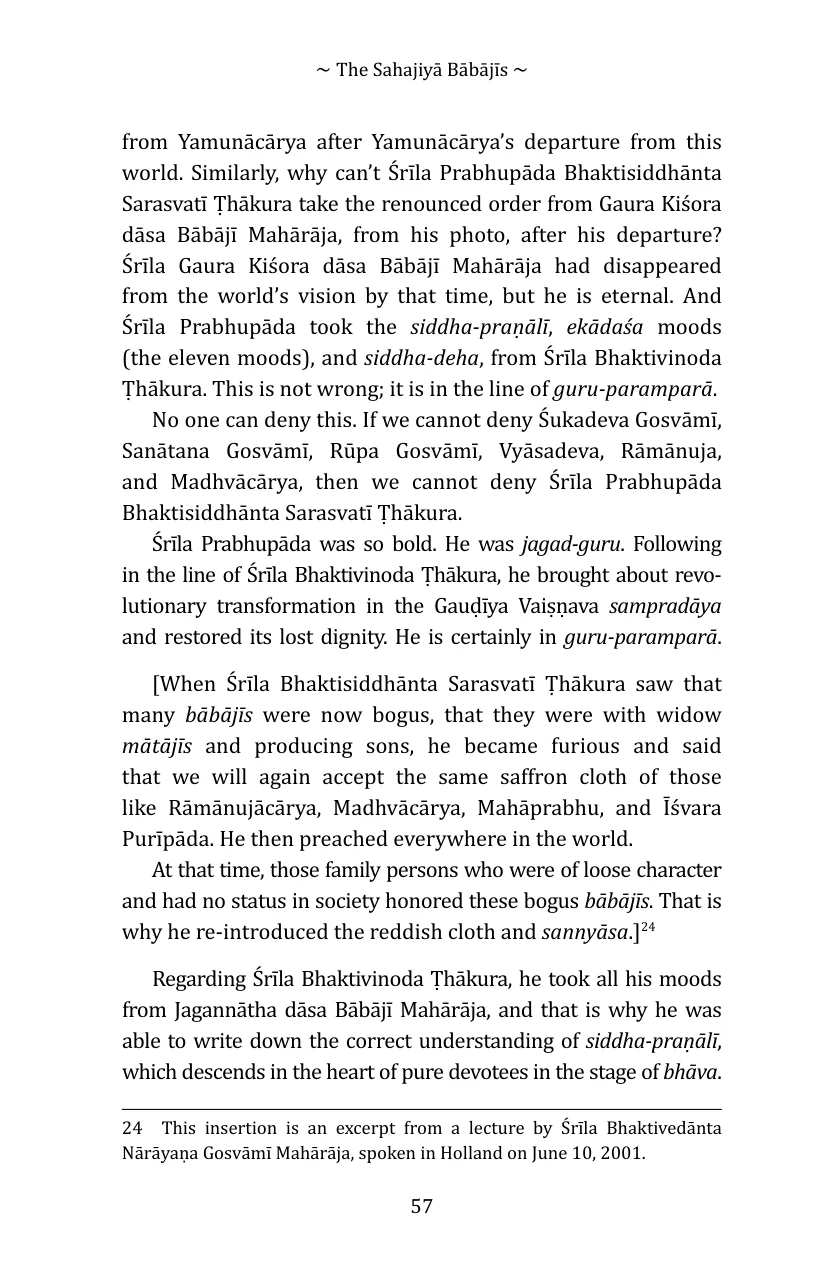 ~ The Sahajiyā Bābājīs ~
from Yamunācārya after Yamunācārya’s departure from this
world. Similarly, why can’t Śrīla Prabhupāda Bhaktisiddhānta
Sarasvatī Ṭhākura take the renounced order from Gaura Kiśora
dāsa Bābājī Mahārāja, from his photo, after his departure?
Śrīla Gaura Kiśora dāsa Bābājī Mahārāja had disappeared
from the world’s vision by that time, but he is eternal. And
Śrīla Prabhupāda took the siddha-praṇālī, ekādaśa moods
(the eleven moods), and siddha-deha, from Śrīla Bhaktivinoda
Ṭhākura. This is not wrong; it is in the line of guru-paramparā.
No one can deny this. If we cannot deny Śukadeva Gosvāmī,
Sanātana Gosvāmī, Rūpa Gosvāmī, Vyāsadeva, Rāmānuja,
and Madhvācārya, then we cannot deny Śrīla Prabhupāda
Bhaktisiddhānta Sarasvatī Ṭhākura.
Śrīla Prabhupāda was so bold. He was jagad-guru. Following
in the line of Śrīla Bhaktivinoda Ṭhākura, he brought about revo-
lutionary transformation in the Gauḍīya Vaiṣṇava sampradāya
and restored its lost dignity. He is certainly in guru-paramparā.
[When Śrīla Bhaktisiddhānta Sarasvatī Ṭhākura saw that
many bābājīs were now bogus, that they were with widow
mātājīs and producing sons, he became furious and said
that we will again accept the same saffron cloth of those
like Rāmānujācārya, Madhvācārya, Mahāprabhu, and Īśvara
Purīpāda. He then preached everywhere in the world.
At that time, those family persons who were of loose character
and had no status in society honored these bogus bābājīs. That is
why he re-introduced the reddish cloth and sannyāsa.]24
Regarding Śrīla Bhaktivinoda Ṭhākura, he took all his moods
from Jagannātha dāsa Bābājī Mahārāja, and that is why he was
able to write down the correct understanding of siddha-praṇālī,
which descends in the heart of pure devotees in the stage of bhāva.
24 This insertion is an excerpt from a lecture by Śrīla Bhaktivedānta
Nārāyaṇa Gosvāmī Mahārāja, spoken in Holland on June 10, 2001.
57